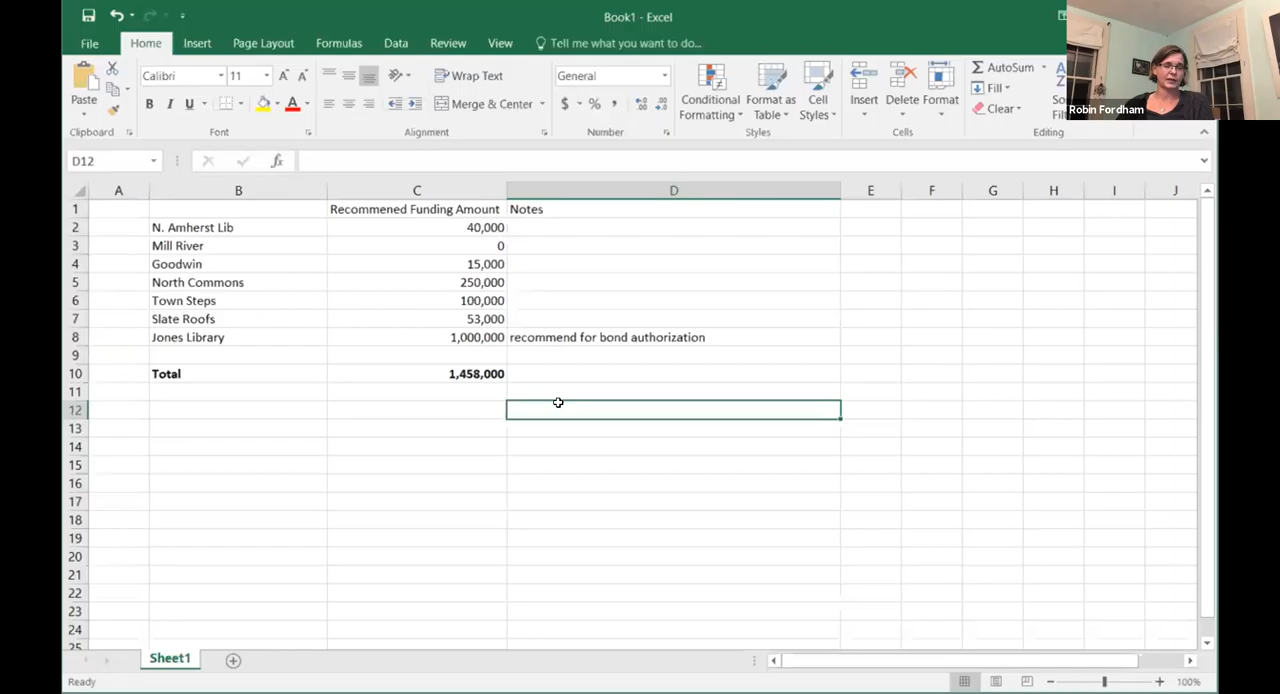 Book1 - Excel
File Home Insert Page Layout Formulas Data Review View Tell me what you want to do...
Robin Fordham
Paste
Calibri 11 A A
B I U A
Wrap Text
Merge & Center
General
$ % ,
Conditional Formatting
Format as Table
Cell Styles
Insert Delete Format
AutoSum
Fill
Clear
Clipboard Font Alignment Number Styles Cells Editing
D12 fx
A B C D E F G H I J
1 Recommened Funding Amount Notes
2 N. Amherst Lib 40,000
3 Mill River 0
4 Goodwin 15,000
5 North Commons 250,000
6 Town Steps 100,000
7 Slate Roofs 53,000
8 Jones Library 1,000,000 recommend for bond authorization
9
10 Total 1,458,000
11
12
13
14
15
16
17
18
19
20
21
22
23
24
25
Sheet1
Ready 100%